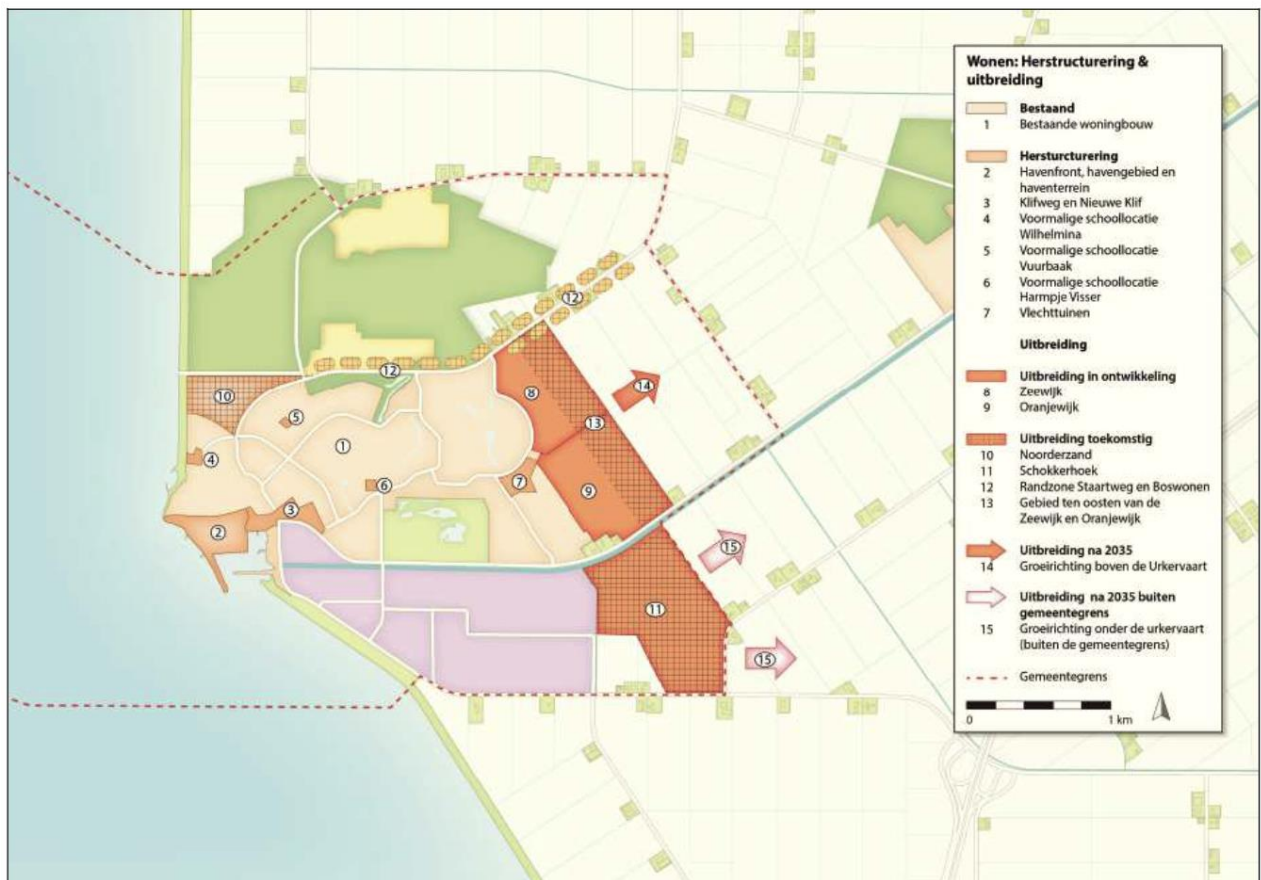 Wonen: Herstructurering &
uitbreiding
Bestaand
1 Bestaande woningbouw
Hersturcturering
2 Havenfront, havengebied en
haventerrein
3 Klifweg en Nieuwe Klif
4 Voormalige schoollocatie
Wilhelmina
5 Voormalige schoollocatie
Vuurbaak
6 Voormalige schoollocatie
Harmpje Visser
7 Vlechttuinen
Uitbreiding
Uitbreiding in ontwikkeling
8 Zeewijk
9 Oranjewijk
Uitbreiding toekomstig
10 Noorderzand
11 Schokkerhoek
12 Randzone Staartweg en Boswonen
13 Gebied ten oosten van de
Zeewijk en Oranjewijk
Uitbreiding na 2035
14 Groeirichting boven de Urkervaart
Uitbreiding na 2035 buiten
gemeentegrens
15 Groeirichting onder de urkervaart
(buiten de gemeentegrens)
Gemeentegrens
0 1 km
12
12
14
10
8
13
5
1
4
6
7
9
3
2
15
11
15